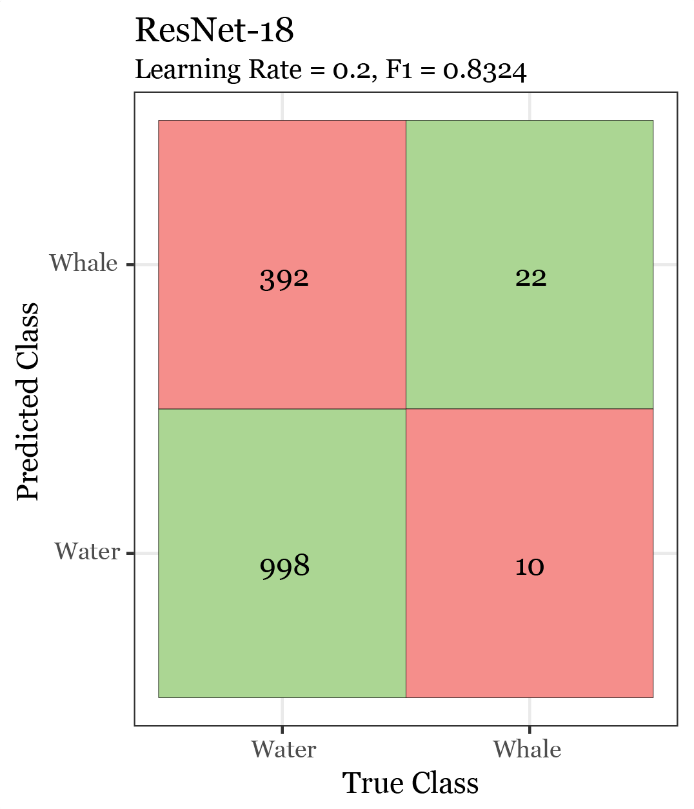 ResNet-18
Learning Rate = 0.2, F1 = 0.8324
Whale
392
22
Predicted Class
Water
998
10
Water
Whale
True Class